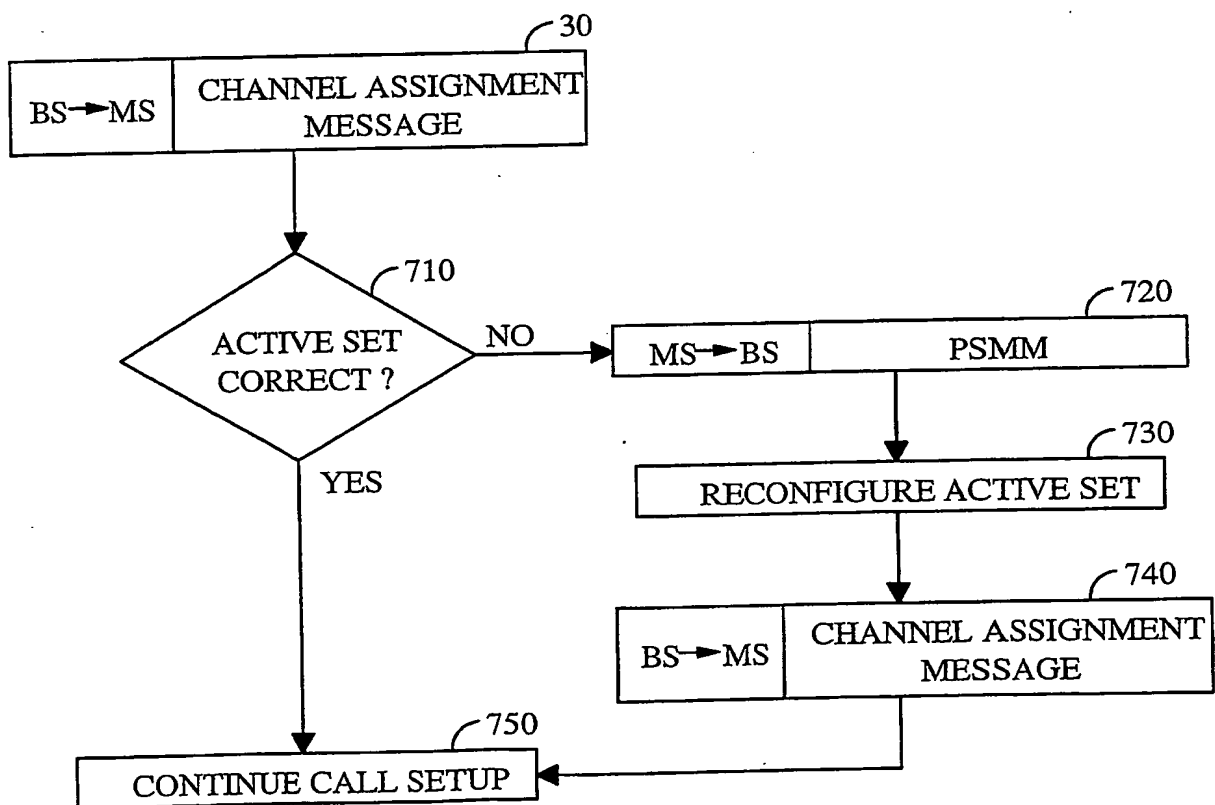 30
BS→MS
CHANNEL ASSIGNMENT
MESSAGE
710
ACTIVE SET
CORRECT ?
NO
YES
720
MS→BS
PSMM
730
RECONFIGURE ACTIVE SET
740
BS→MS
CHANNEL ASSIGNMENT
MESSAGE
750
CONTINUE CALL SETUP